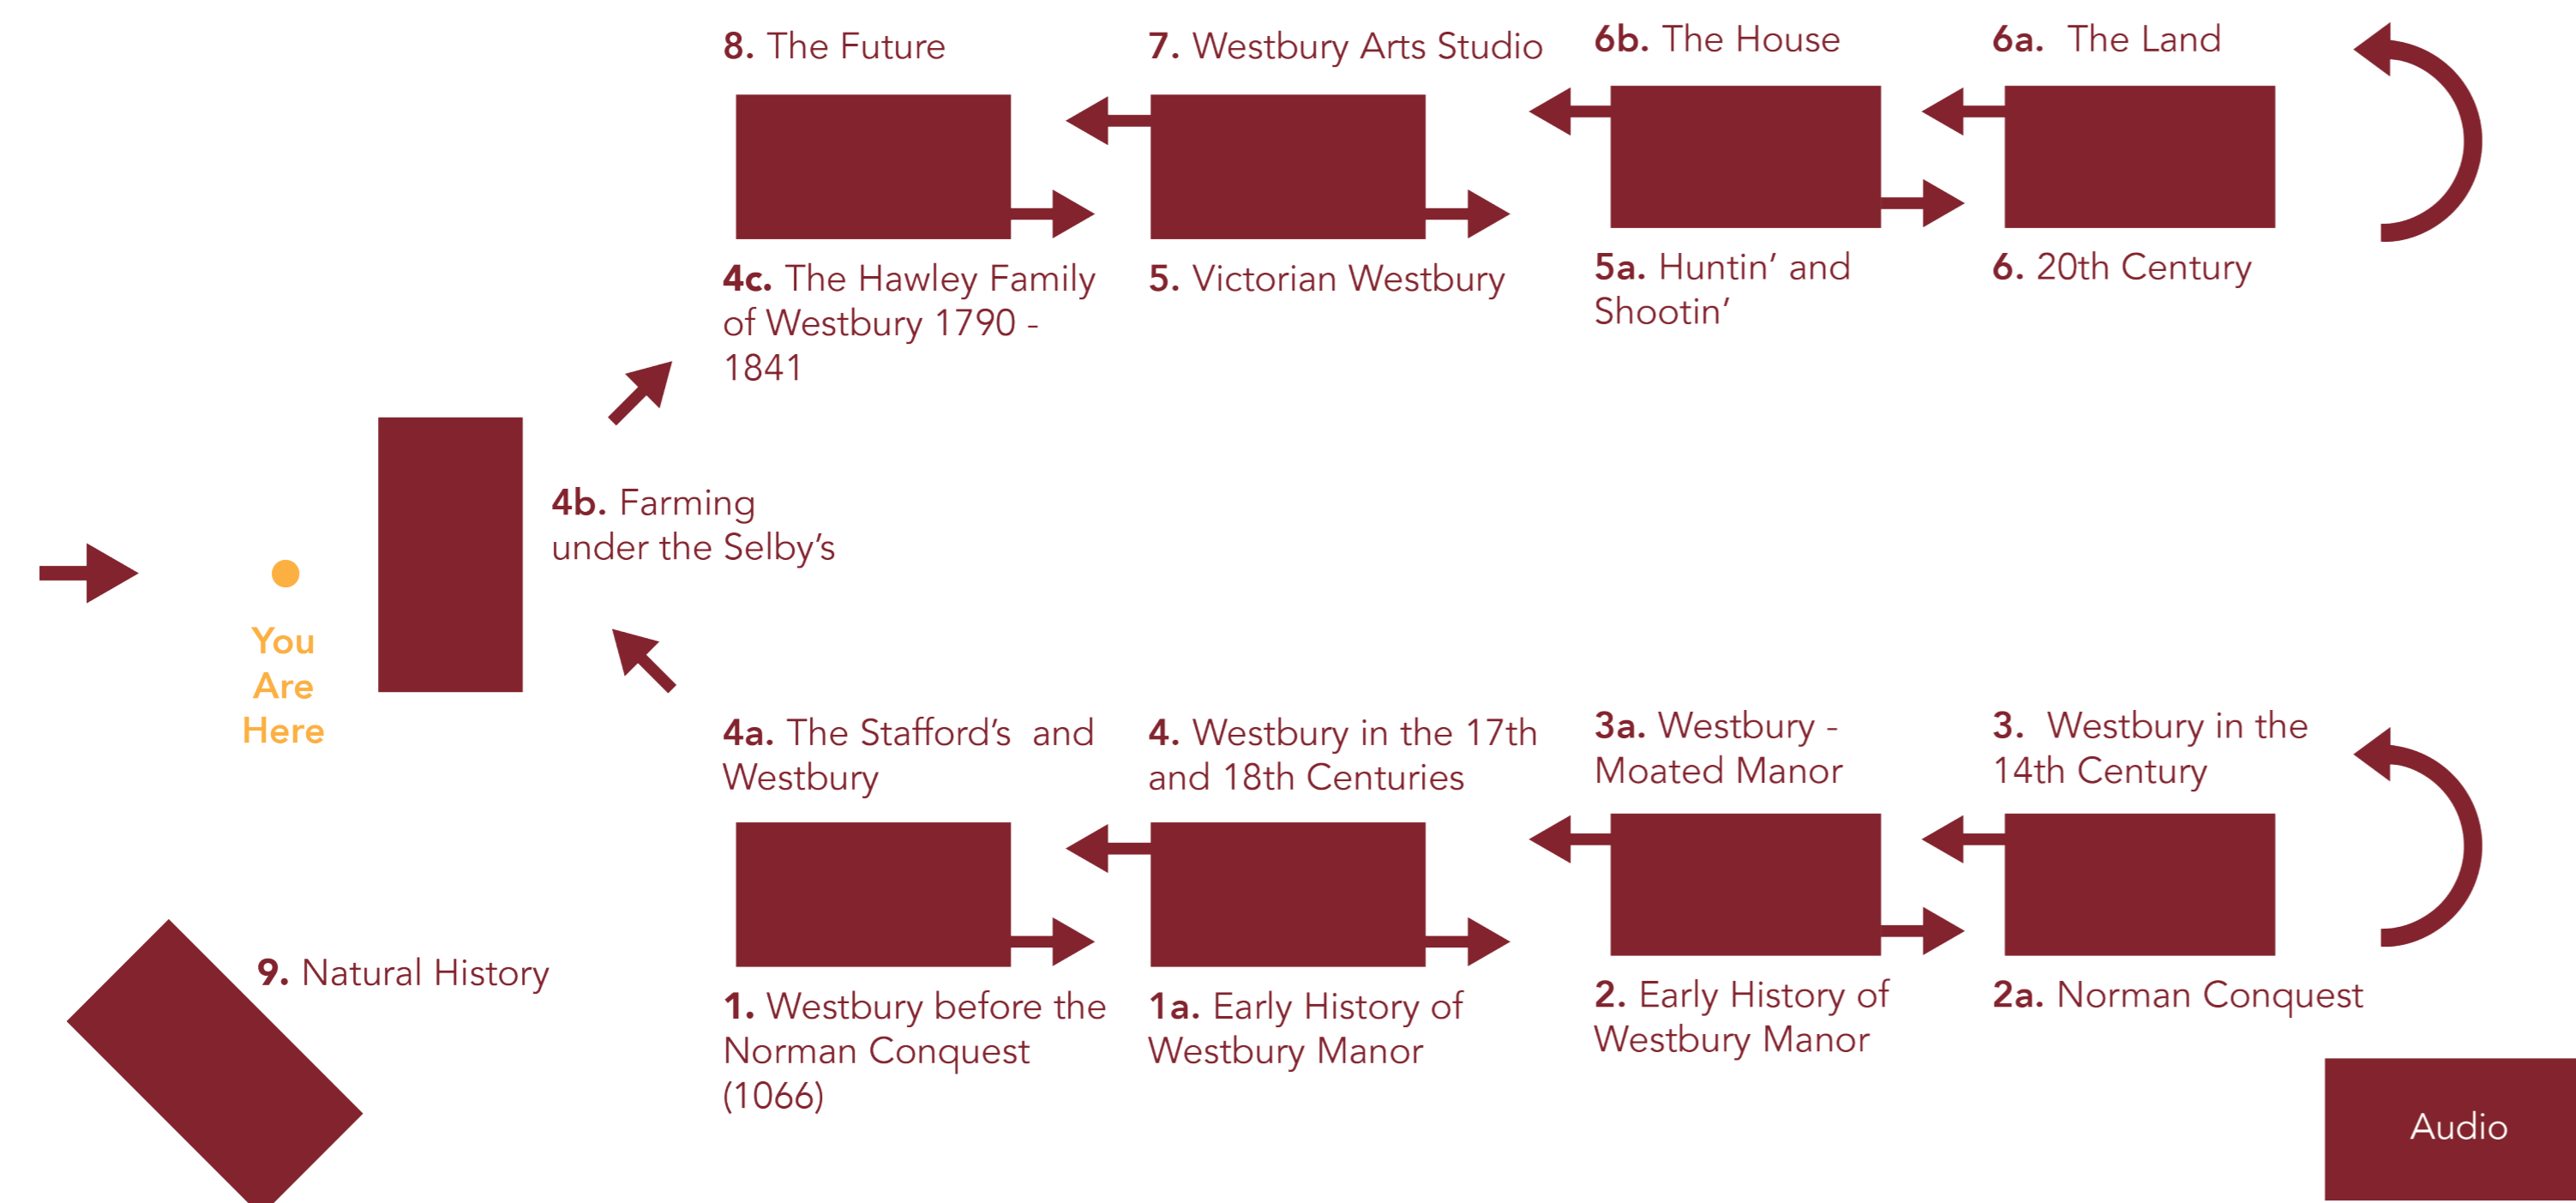 8. The Future
7. Westbury Arts Studio
6b. The House
6a. The Land
4c. The Hawley Family
of Westbury 1790 -
1841
5. Victorian Westbury
5a. Huntin’ and
Shootin’
6. 20th Century
4b. Farming
under the Selby’s
You
Are
Here
4a. The Stafford’s and
Westbury
4. Westbury in the 17th
and 18th Centuries
3a. Westbury -
Moated Manor
3. Westbury in the
14th Century
9. Natural History
1. Westbury before the
Norman Conquest
(1066)
1a. Early History of
Westbury Manor
2. Early History of
Westbury Manor
2a. Norman Conquest
Audio